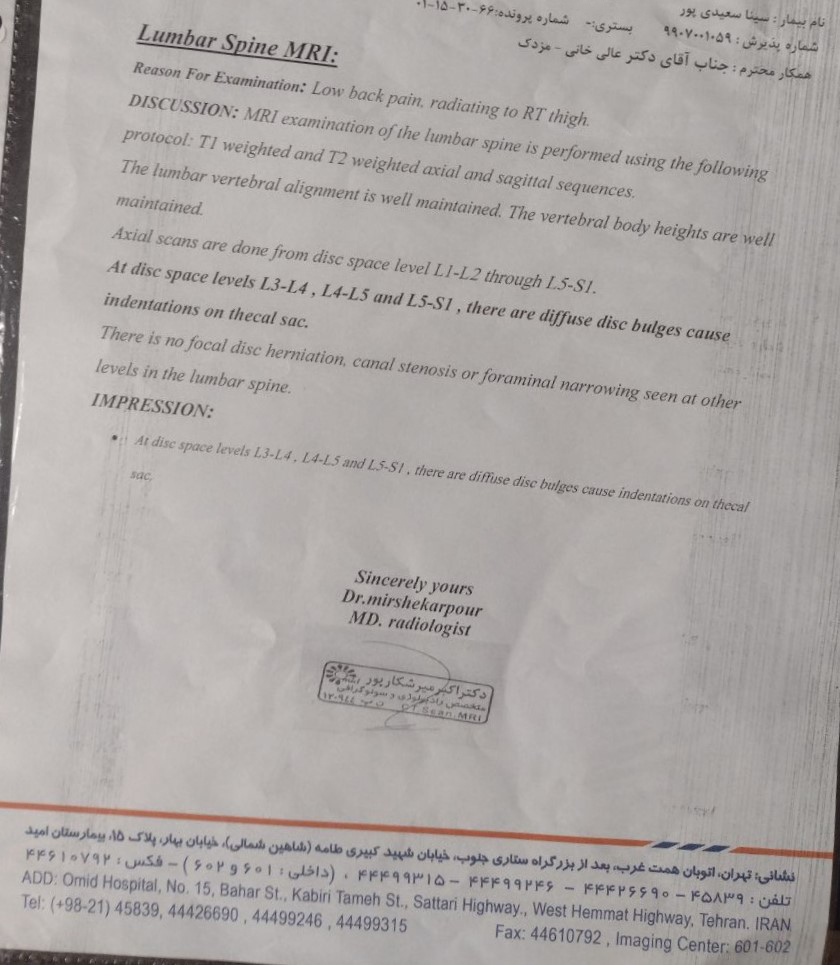 نام بیمار : سینا سعیدی پور
شماره پذیرش : ۹۹۰۷۰۰۱۰۵۹ بستری:- شماره پرونده:۶۶-۳۰-۱۵-۰۱
همکار محترم : جناب آقای دکتر عالی خانی - مزدک
Lumbar Spine MRI:
Reason For Examination: Low back pain, radiating to RT thigh.
DISCUSSION: MRI examination of the lumbar spine is performed using the following
protocol: T1 weighted and T2 weighted axial and sagittal sequences.
The lumbar vertebral alignment is well maintained. The vertebral body heights are well
maintained.
Axial scans are done from disc space level L1-L2 through L5-S1.
At disc space levels L3-L4 , L4-L5 and L5-S1 , there are diffuse disc bulges cause
indentations on thecal sac.
There is no focal disc herniation, canal stenosis or foraminal narrowing seen at other
levels in the lumbar spine.
IMPRESSION:
• At disc space levels L3-L4 , L4-L5 and L5-S1 , there are diffuse disc bulges cause indentations on thecal
sac.
Sincerely yours
Dr.mirshekarpour
MD. radiologist
دکتر اکبر میرشکارپور
متخصص رادیولوژی و سونوگرافی
CT Scan.MRI
نشانی: تهران، اتوبان همت غرب، بعد از بزرگراه ستاری جنوب، خیابان شهید کبیری طامه (شاهین شمالی)، خیابان بهار، پلاک ۱۵، بیمارستان امید
تلفن : ۴۵۸۳۹ - ۴۴۴۲۶۶۹۰ - ۴۴۴۹۹۲۴۶ - ۴۴۴۹۹۳۱۵ ، (داخلی : ۶۰۱ و ۶۰۲ ) - فکس : ۴۴۶۱۰۷۹۲
ADD: Omid Hospital, No. 15, Bahar St., Kabiri Tameh St., Sattari Highway., West Hemmat Highway, Tehran. IRAN
Tel: (+98-21) 45839, 44426690 , 44499246 , 44499315 Fax: 44610792 , Imaging Center: 601-602